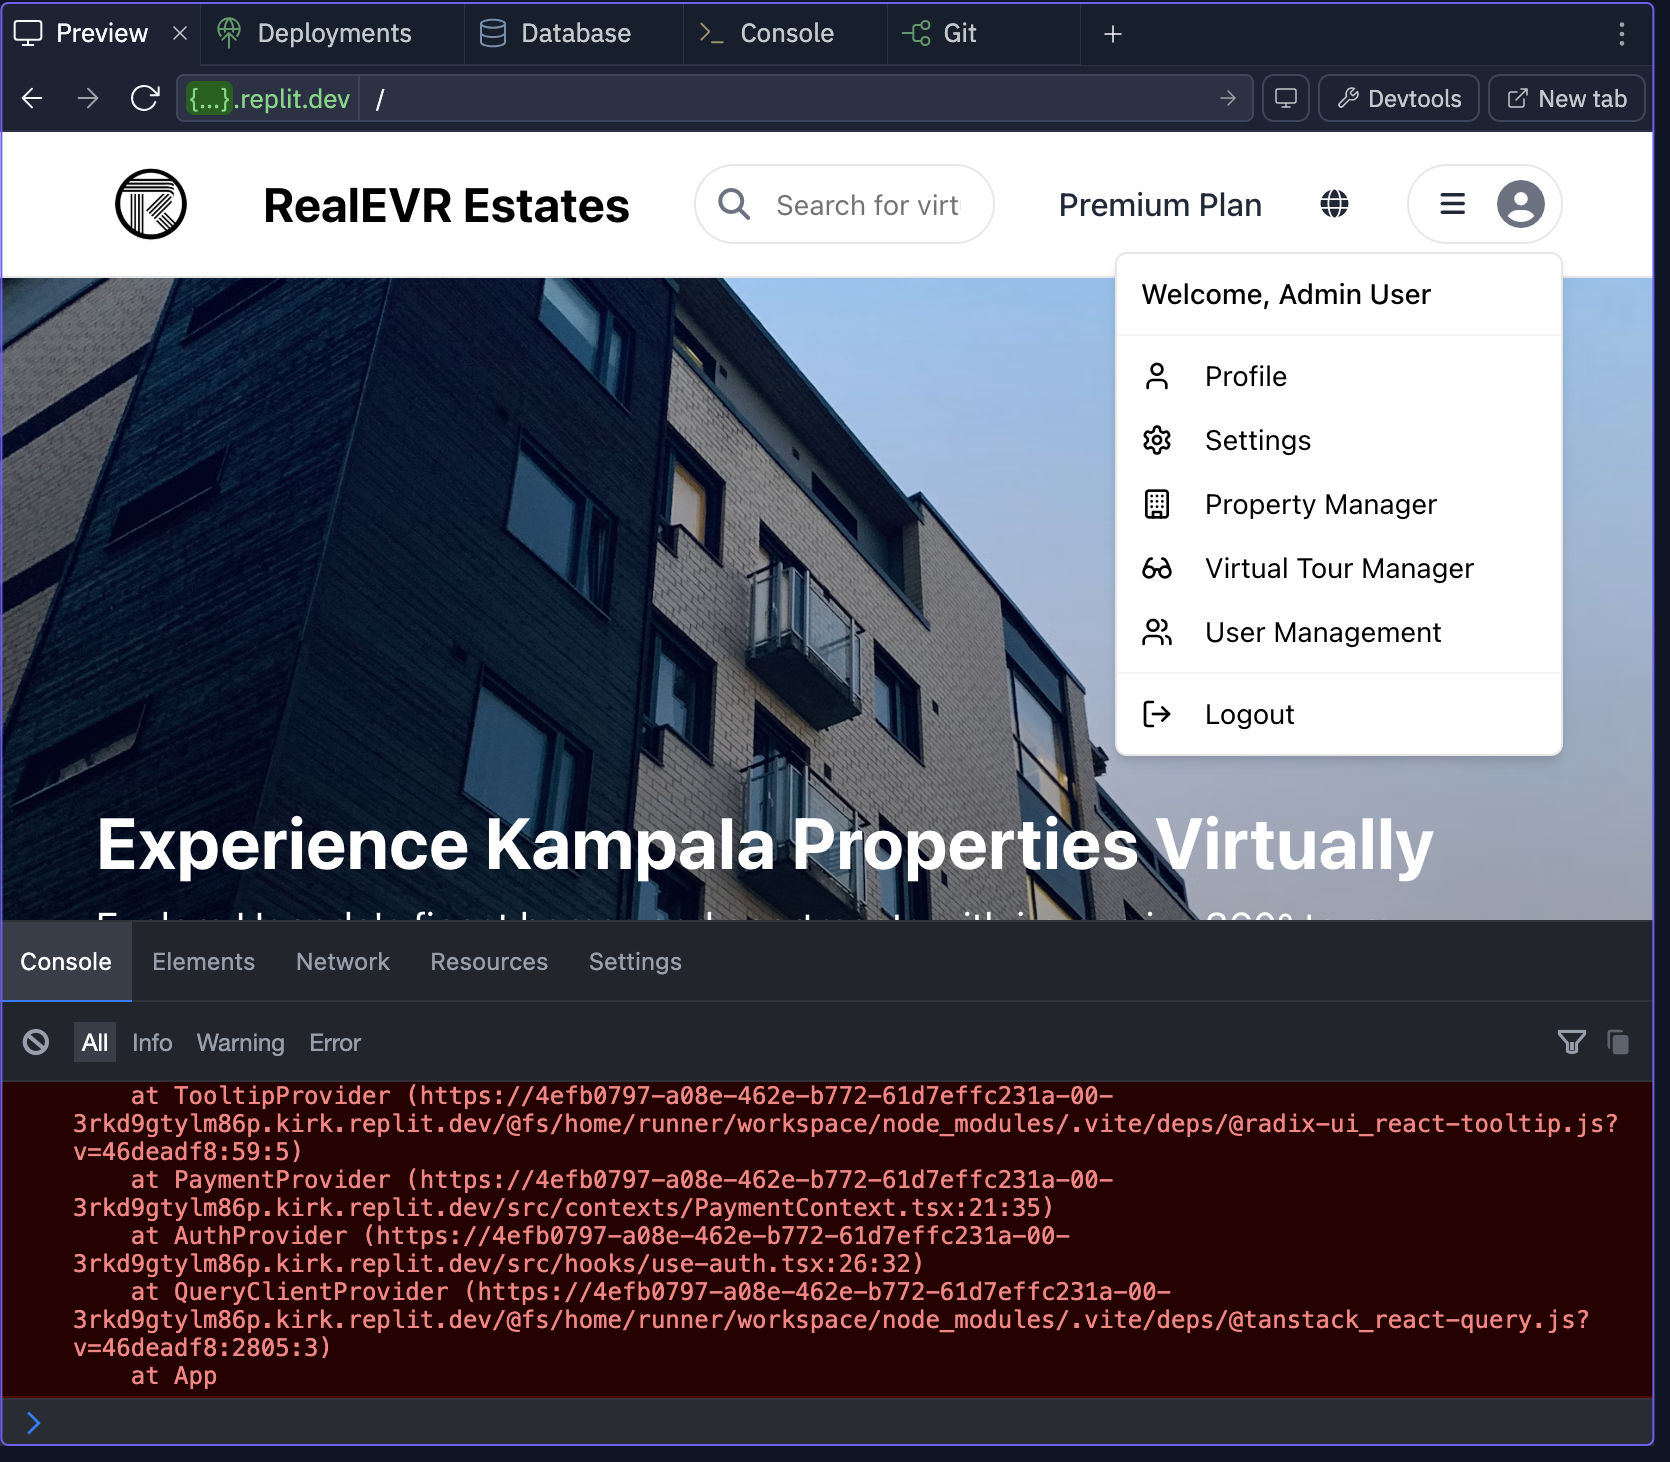 Preview
Deployments
Database
Console
Git
{...}.replit.dev
/
Devtools
New tab
RealEVR Estates
Search for virt
Premium Plan
Welcome, Admin User
Profile
Settings
Property Manager
Virtual Tour Manager
User Management
Logout
Experience Kampala Properties Virtually
Console
Elements
Network
Resources
Settings
All
Info
Warning
Error
at TooltipProvider (https://4efb0797-a08e-462e-b772-61d7effc231a-00-
3rkd9gtylm86p.kirk.replit.dev/@fs/home/runner/workspace/node_modules/.vite/deps/@radix-ui_react-tooltip.js?
v=46deadf8:59:5)
at PaymentProvider (https://4efb0797-a08e-462e-b772-61d7effc231a-00-
3rkd9gtylm86p.kirk.replit.dev/src/contexts/PaymentContext.tsx:21:35)
at AuthProvider (https://4efb0797-a08e-462e-b772-61d7effc231a-00-
3rkd9gtylm86p.kirk.replit.dev/src/hooks/use-auth.tsx:26:32)
at QueryClientProvider (https://4efb0797-a08e-462e-b772-61d7effc231a-00-
3rkd9gtylm86p.kirk.replit.dev/@fs/home/runner/workspace/node_modules/.vite/deps/@tanstack_react-query.js?
v=46deadf8:2805:3)
at App